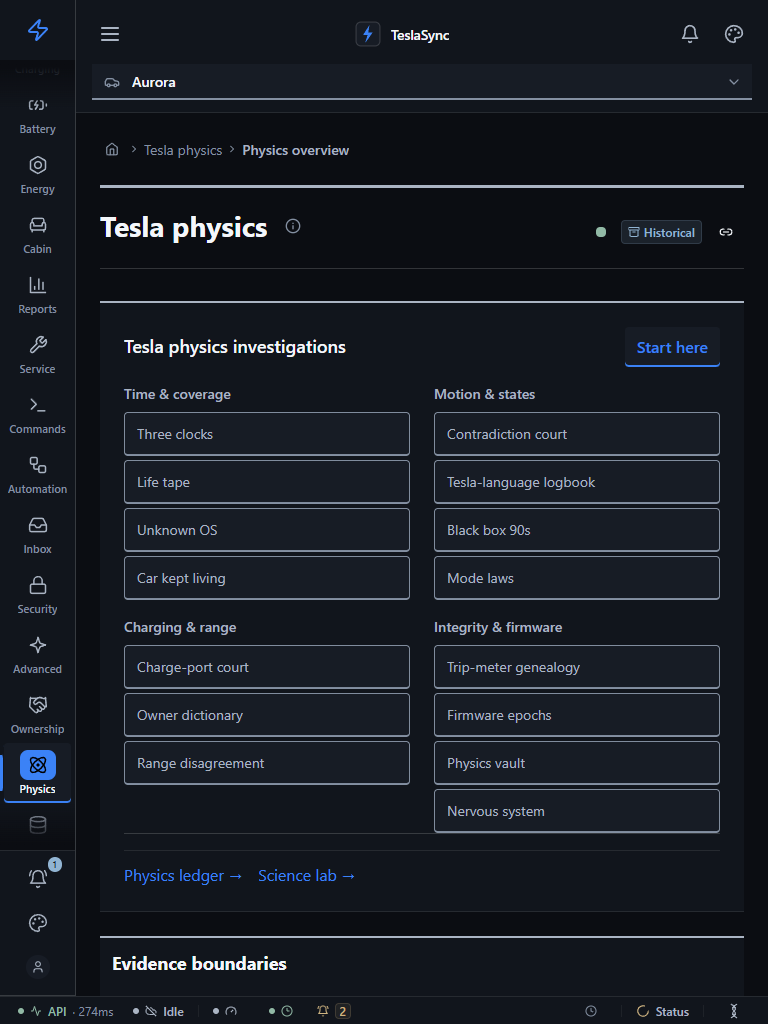 TeslaSync
Aurora
Charging
Battery
Energy
Cabin
Reports
Service
Commands
Automation
Inbox
Security
Advanced
Ownership
Physics
1
Tesla physics
Physics overview
Tesla physics
Historical
Tesla physics investigations
Start here
Time & coverage
Three clocks
Life tape
Unknown OS
Car kept living
Motion & states
Contradiction court
Tesla-language logbook
Black box 90s
Mode laws
Charging & range
Charge-port court
Owner dictionary
Range disagreement
Integrity & firmware
Trip-meter genealogy
Firmware epochs
Physics vault
Nervous system
Physics ledger →
Science lab →
Evidence boundaries
API · 274ms
Idle
2
Status